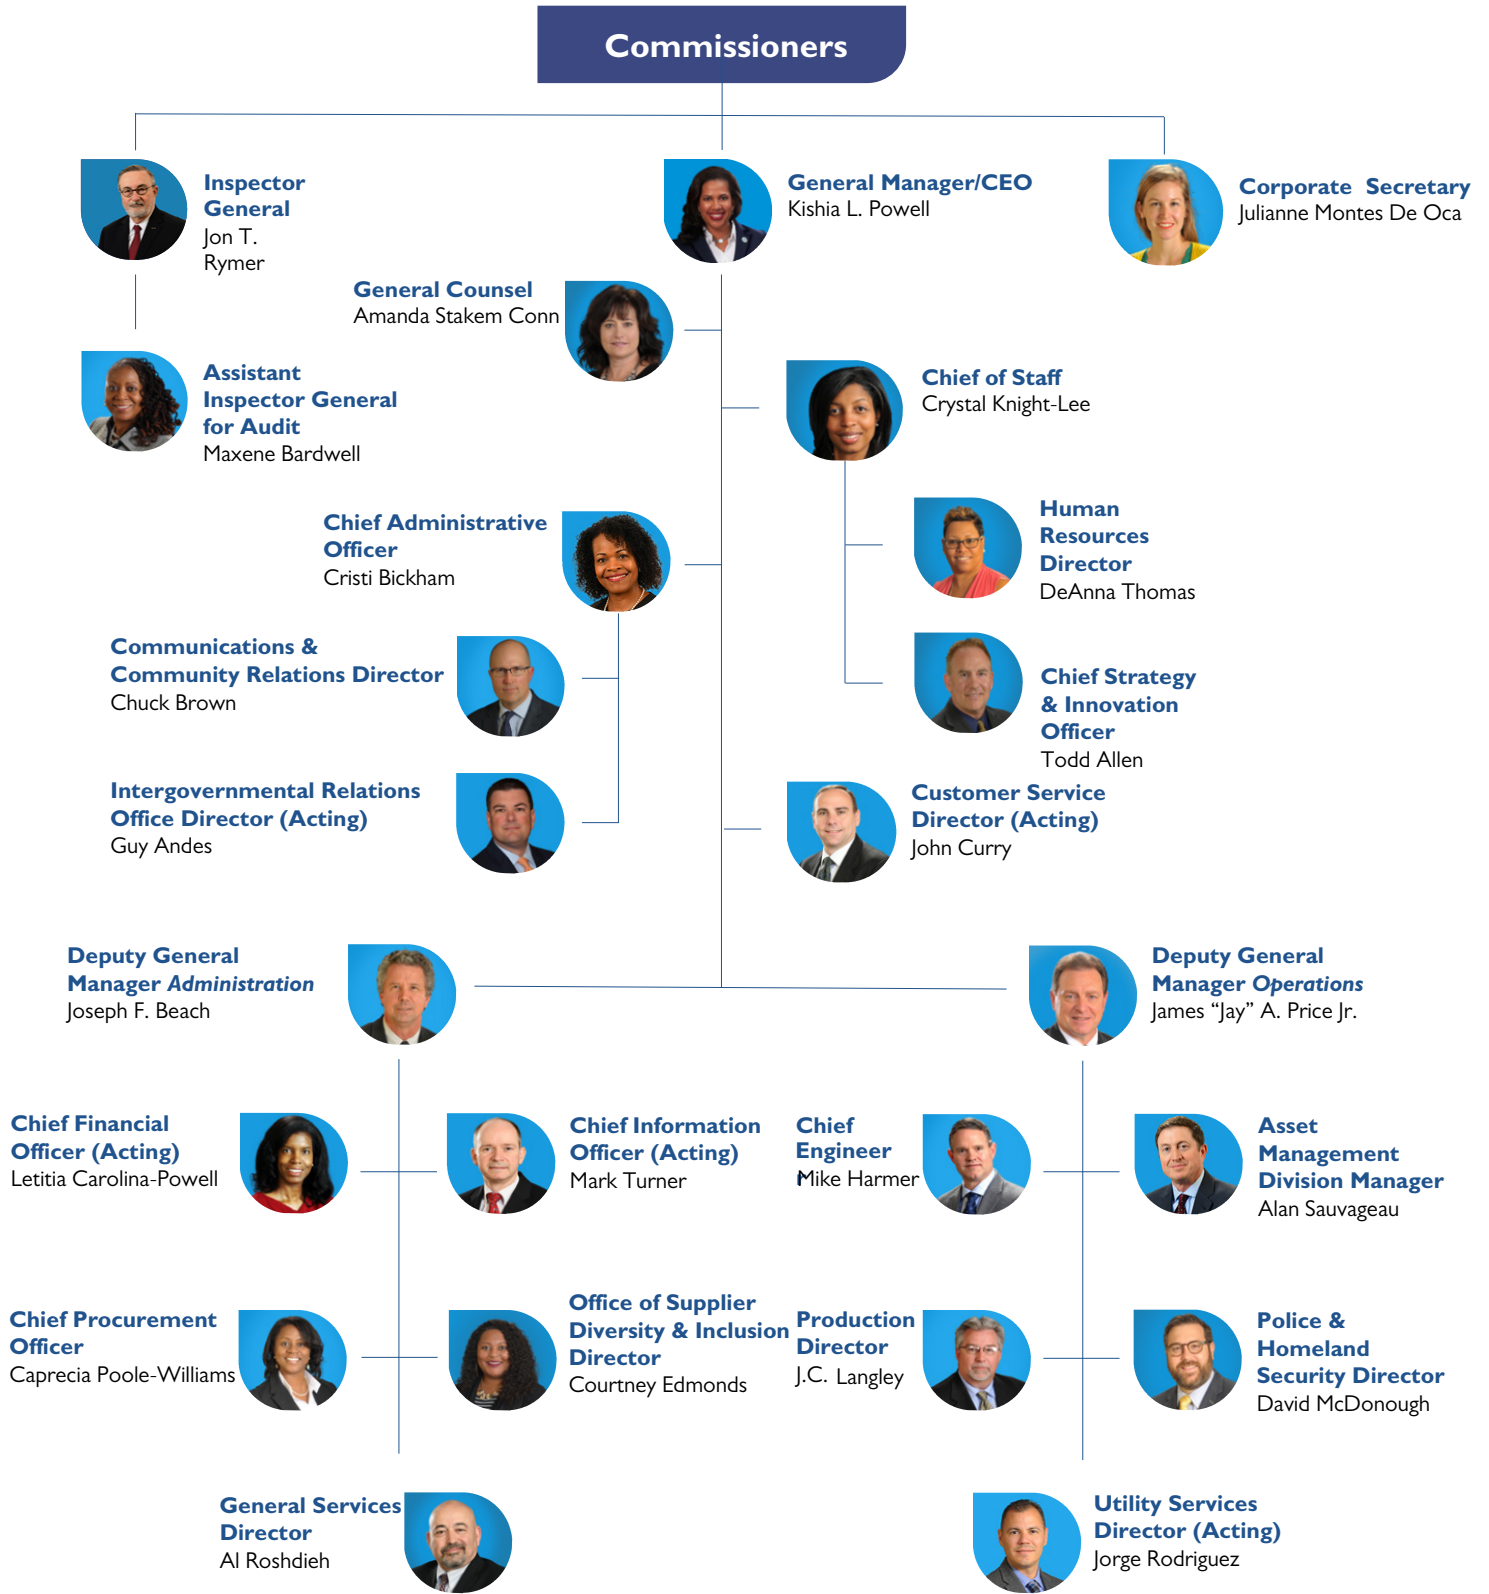 Commissioners
Inspector
General
Jon T.
Rymer
General Manager/CEO
Kishia L. Powell
Corporate Secretary
Julianne Montes De Oca
General Counsel
Amanda Stakem Conn
Assistant
Inspector General
for Audit
Maxene Bardwell
Chief of Staff
Crystal Knight-Lee
Chief Administrative
Officer
Cristi Bickham
Human
Resources
Director
DeAnna Thomas
Communications &
Community Relations Director
Chuck Brown
Chief Strategy
& Innovation
Officer
Todd Allen
Intergovernmental Relations
Office Director (Acting)
Guy Andes
Customer Service
Director (Acting)
John Curry
Deputy General
Manager Administration
Joseph F. Beach
Deputy General
Manager Operations
James “Jay” A. Price Jr.
Chief Financial
Officer (Acting)
Letitia Carolina-Powell
Chief Information
Officer (Acting)
Mark Turner
Chief
Engineer
Mike Harmer
Asset
Management
Division Manager
Alan Sauvageau
Chief Procurement
Officer
Caprecia Poole-Williams
Office of Supplier
Diversity & Inclusion
Director
Courtney Edmonds
Production
Director
J.C. Langley
Police &
Homeland
Security Director
David McDonough
General Services
Director
Al Roshdieh
Utility Services
Director (Acting)
Jorge Rodriguez